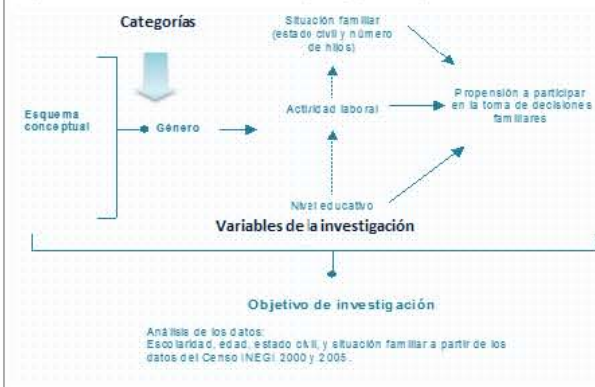 Categorías
Situación familiar
(estado civil y número
de hijos)
Esquema
conceptual
Género
Actividad laboral
Propensión a participar
en la toma de decisiones
familiares
Nivel educativo
Variables de la investigación
Objetivo de investigación
Análisis de los datos:
Escolaridad, edad, estado civil, y situación familiar a partir de los
datos del Censo INEGI 2000 y 2005.